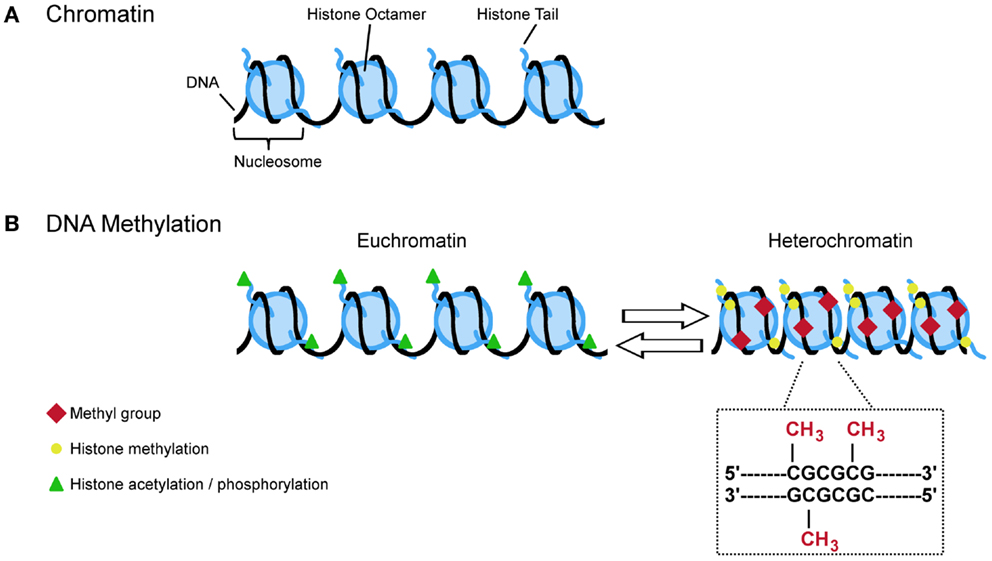 A Chromatin
Histone Octamer
Histone Tail
DNA
Nucleosome
B DNA Methylation
Euchromatin
Heterochromatin
Methyl group
Histone methylation
Histone acetylation / phosphorylation
CH3 CH3
5'-------CGCGCG-------3'
3'-------GCGCGC-------5'
CH3